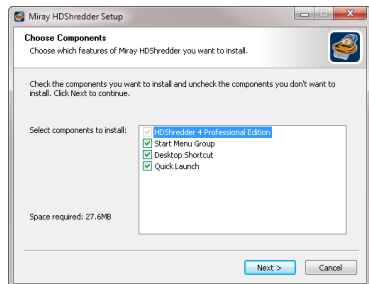 Miray HDShredder Setup
Choose Components
Choose which features of Miray HDShredder you want to install.
Check the components you want to install and uncheck the components you don't want to
install. Click Next to continue.
Select components to install:
HDShredder 4 Professional Edition
Start Menu Group
Desktop Shortcut
Quick Launch
Space required: 27.6MB
Next >
Cancel